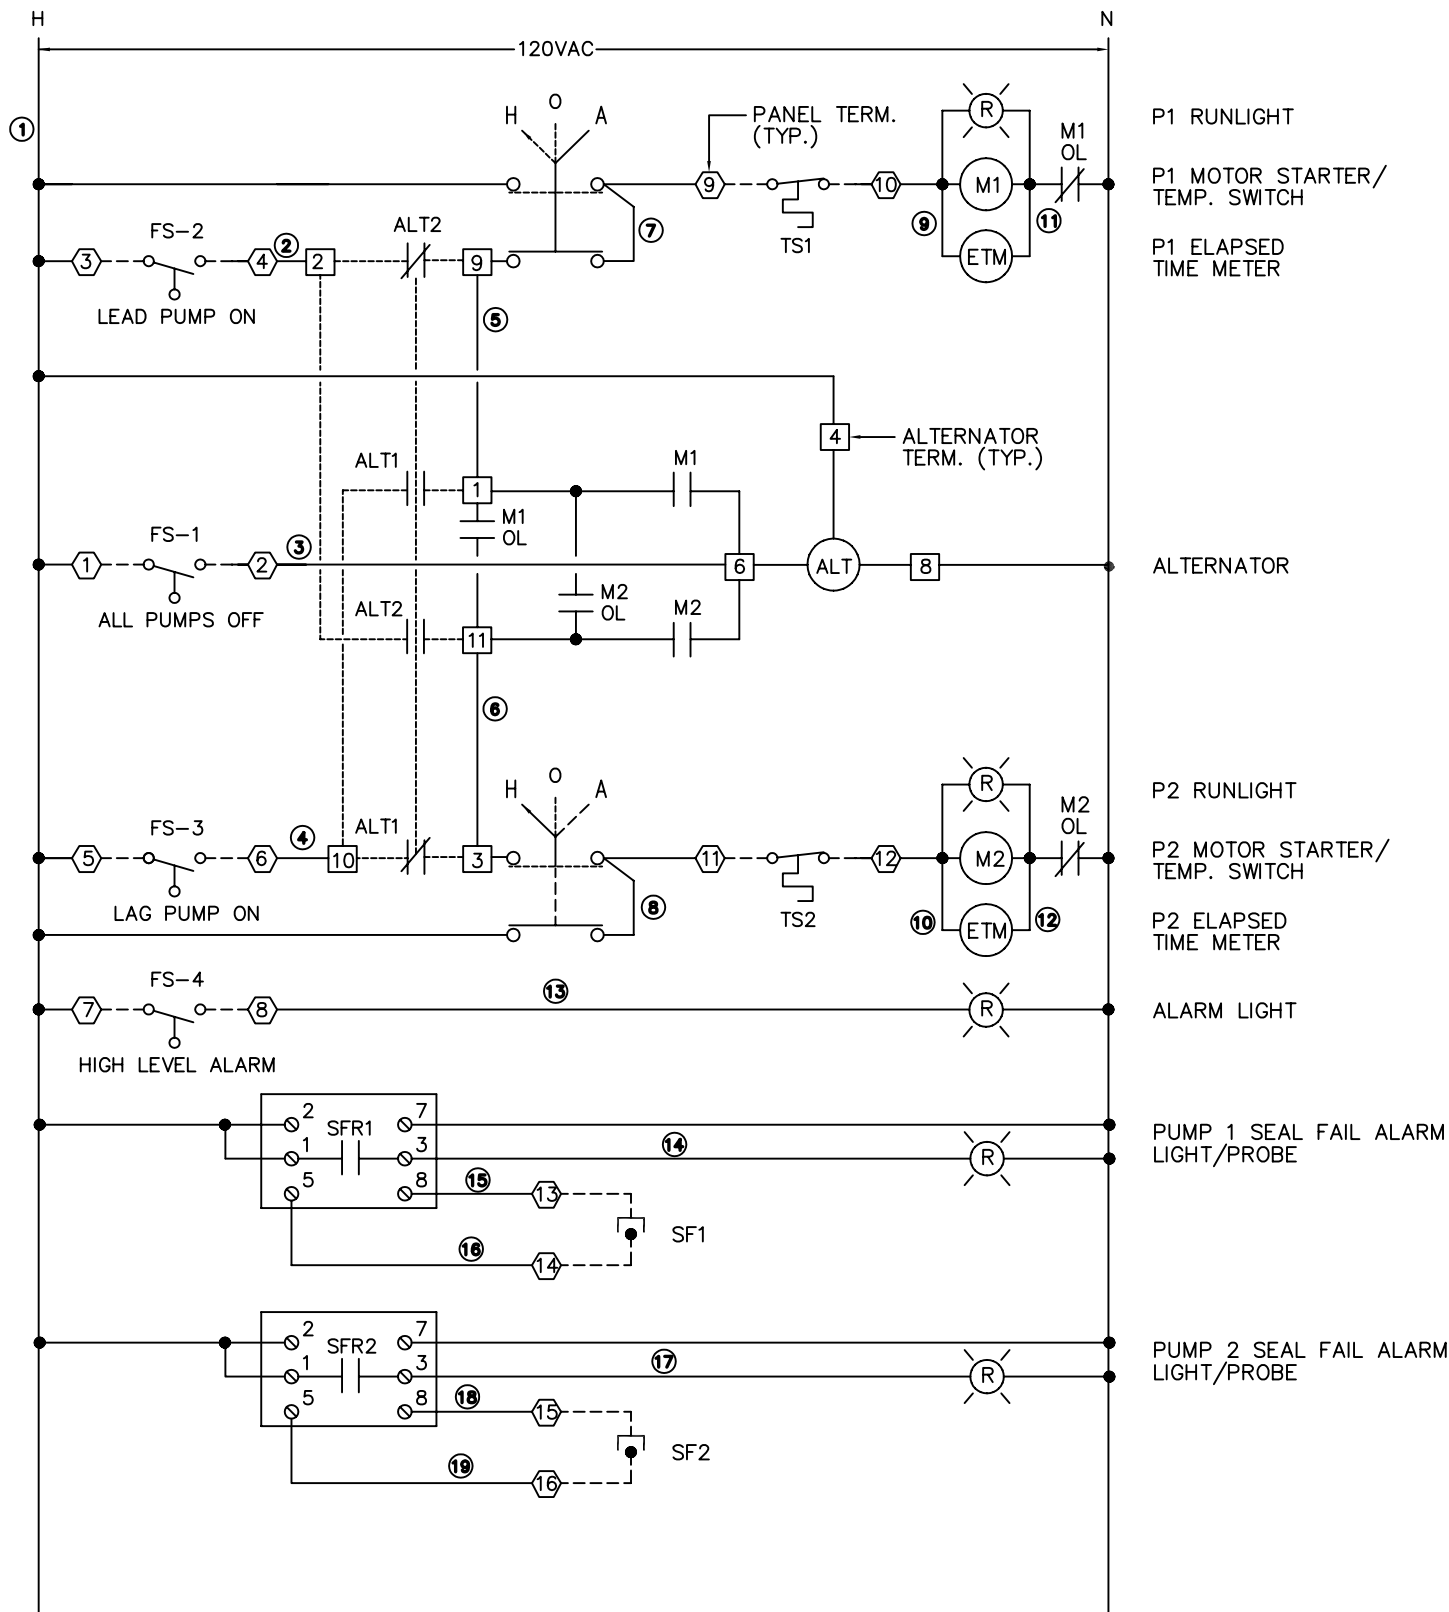 H
N
120VAC
1
H
O
A
PANEL TERM.
(TYP.)
R
M1
OL
P1 RUNLIGHT
9
10
M1
P1 MOTOR STARTER/
TEMP. SWITCH
TS1
9
11
7
FS-2
2
ALT2
3
4
2
9
ETM
P1 ELAPSED
TIME METER
LEAD PUMP ON
5
4
ALTERNATOR
TERM. (TYP.)
ALT1
1
M1
M1
OL
FS-1
3
1
2
6
ALT
8
ALTERNATOR
ALL PUMPS OFF
ALT2
M2
OL
M2
11
6
H
O
A
R
P2 RUNLIGHT
M2
OL
FS-3
4
ALT1
5
6
10
3
11
12
M2
P2 MOTOR STARTER/
TEMP. SWITCH
LAG PUMP ON
8
TS2
10
12
ETM
P2 ELAPSED
TIME METER
FS-4
13
7
8
R
ALARM LIGHT
HIGH LEVEL ALARM
2
7
SFR1
1
3
14
R
PUMP 1 SEAL FAIL ALARM
LIGHT/PROBE
5
8
15
13
SF1
16
14
2
7
SFR2
1
3
17
R
PUMP 2 SEAL FAIL ALARM
LIGHT/PROBE
5
8
18
15
SF2
19
16